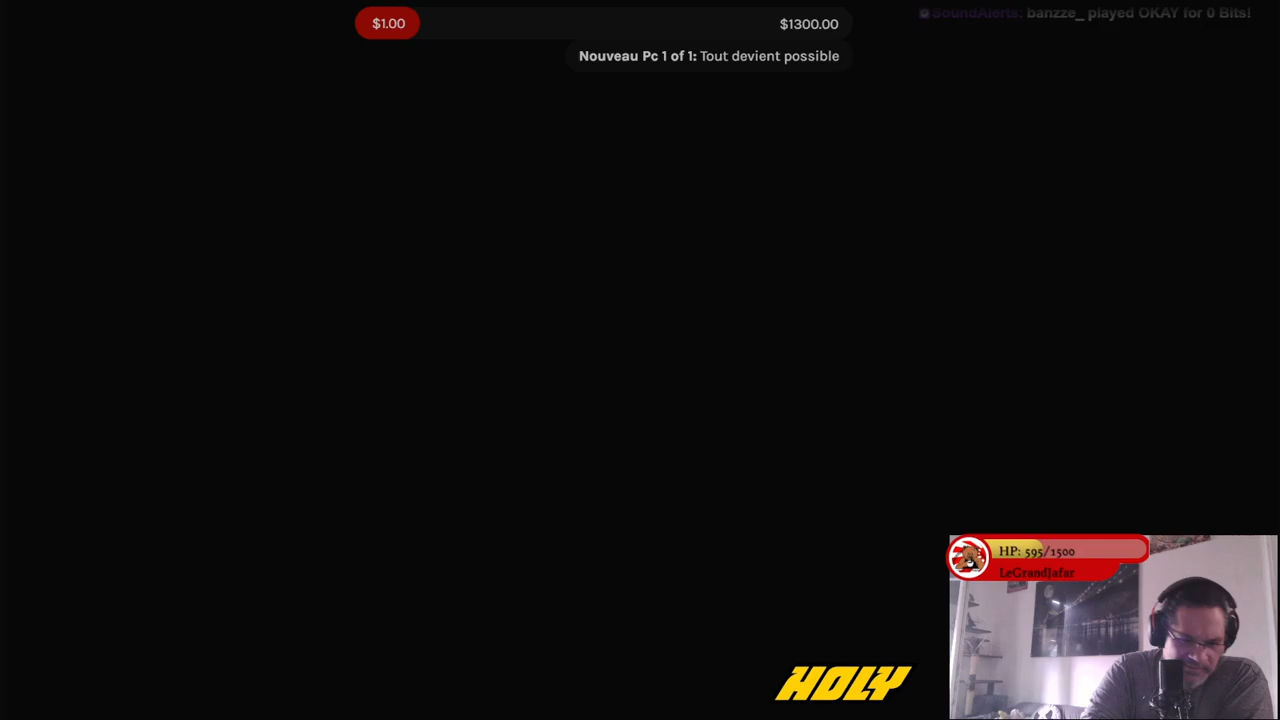 $1.00 $1300.00
SoundAlerts: banzze_ played OKAY for 0 Bits!
Nouveau Pc 1 of 1: Tout devient possible
HP: 595/1500
LeGrandJafar
HOLY